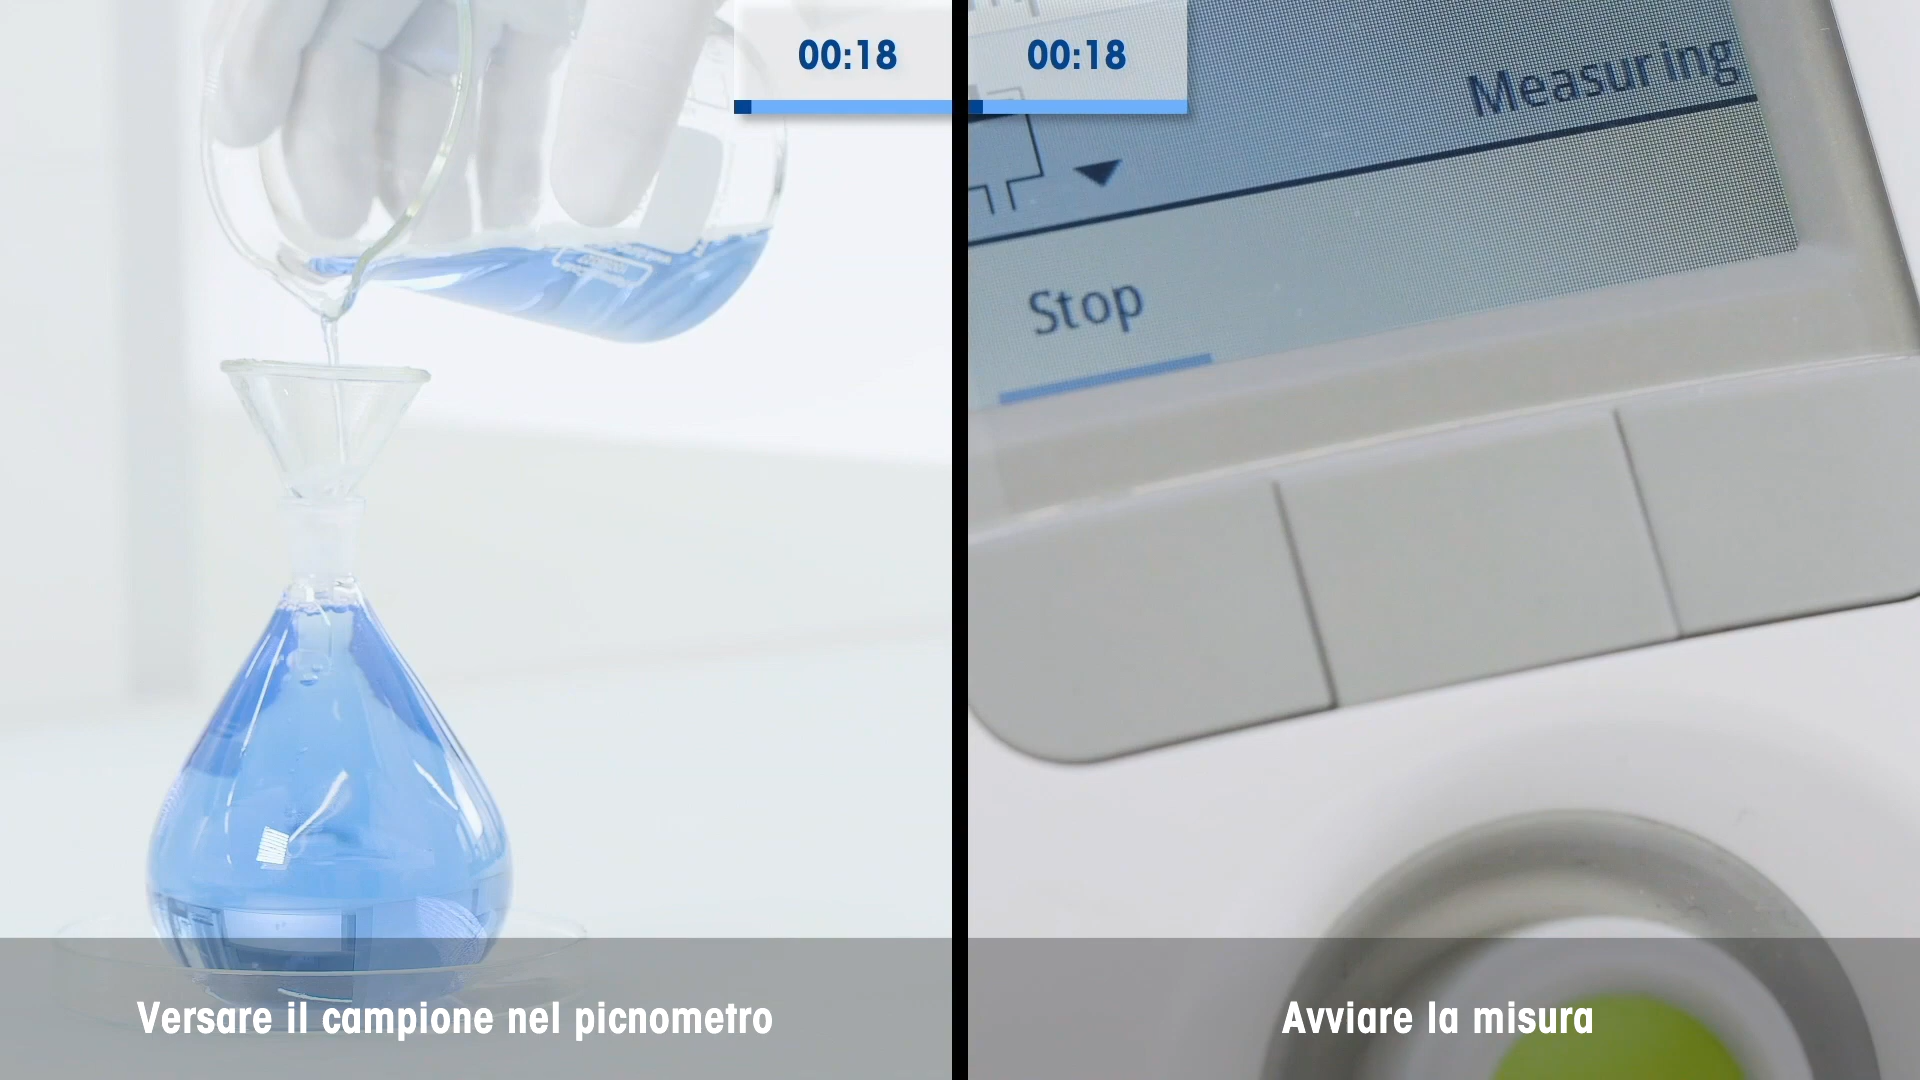 00:18
00:18
Measuring
Stop
Versare il campione nel picnometro
Avviare la misura